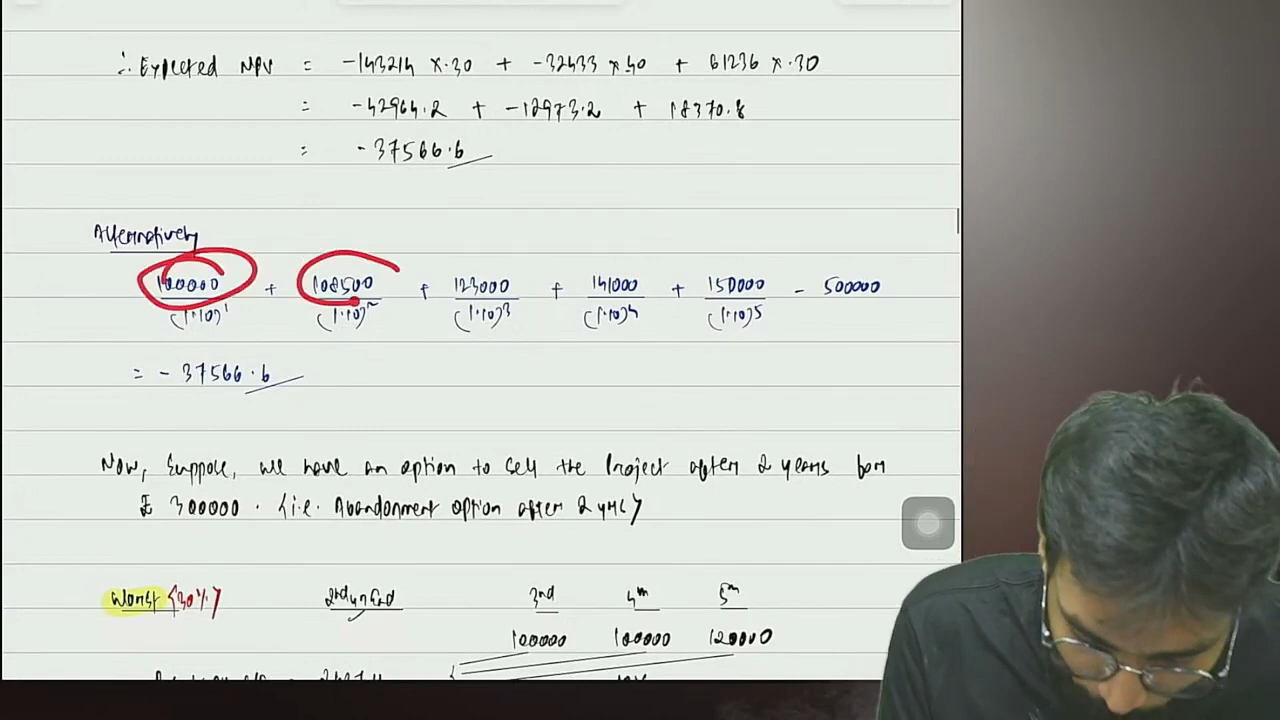 ∴ Expected NPV = -143214 x .30 + -32433 x 40 + 61236 x .30
= -42964.2 + -12973.2 + 18370.8
= -37566.6
Alternatively
100000/(1.10)1 + 108500/(1.10)2 + 123000/(1.10)3 + 141000/(1.10)4 + 150000/(1.10)5 - 500000
= -37566.6
Now, Suppose, we have an option to sell the Project after 2 years for
₹ 300000. {i.e. Abandonment option after 2 yrs}
Worst {30%} 2nd yr End 3rd 4th 5th
100000 100000 120000